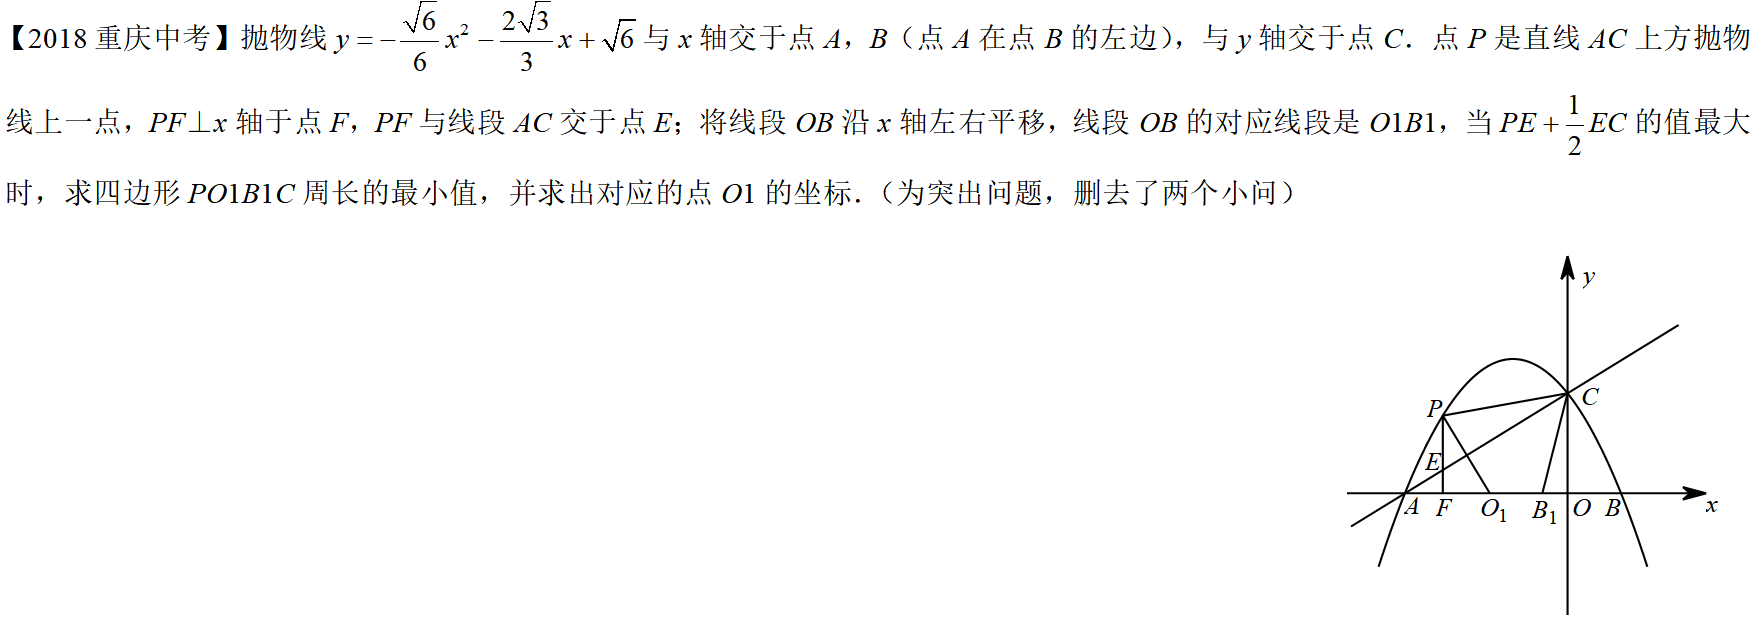 【2018 重庆中考】抛物线 $y=-\frac{\sqrt{6}}{6}x^2-\frac{2\sqrt{3}}{3}x+\sqrt{6}$ 与 x 轴交于点 A，B（点 A 在点 B 的左边），与 y 轴交于点 C．点 P 是直线 AC 上方抛物
线上一点，PF⊥x 轴于点 F，PF 与线段 AC 交于点 E；将线段 OB 沿 x 轴左右平移，线段 OB 的对应线段是 O1B1，当 $PE+\frac{1}{2}EC$ 的值最大
时，求四边形 PO1B1C 周长的最小值，并求出对应的点 O1 的坐标．（为突出问题，删去了两个小问）
y
P
C
E
A F O₁ B₁ O B x